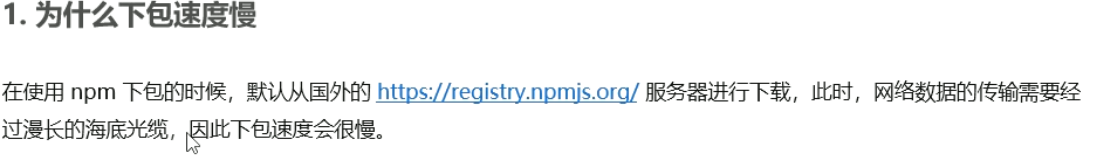 1. 为什么下包速度慢
在使用 npm 下包的时候，默认从国外的 https://registry.npmjs.org/ 服务器进行下载，此时，网络数据的传输需要经
过漫长的海底光缆，因此下包速度会很慢。